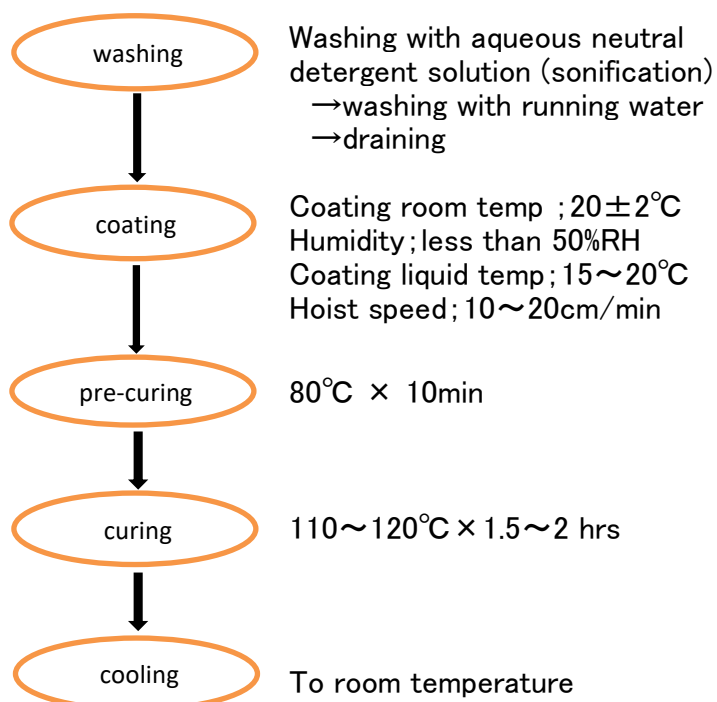 washing
Washing with aqueous neutral
detergent solution (sonification)
→washing with running water
→draining
coating
Coating room temp ;20±2℃
Humidity;less than 50%RH
Coating liquid temp;15～20℃
Hoist speed;10～20cm/min
pre-curing
80℃ × 10min
curing
110～120℃×1.5～2 hrs
cooling
To room temperature